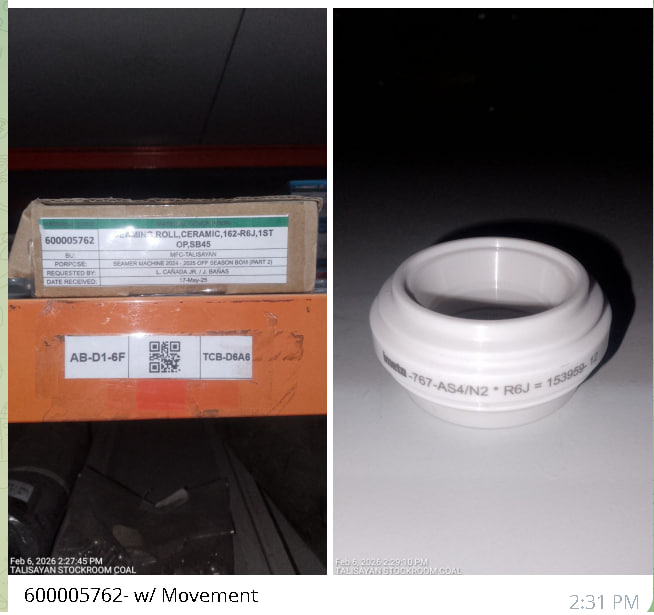 600005762
SEAMING ROLL,CERAMIC,162-R6J,1ST
OP,SB45
BU:
MFC-TALISAYAN
PORPOSE:
SEAMER MACHINE 2024 - 2025 OFF SEASON BOM (PART 2)
REQUESTED BY:
L. CAÑADA JR. / J. BAÑAS
DATE RECEIVED:
17-May-25
AB-D1-6F
TCB-D6A6
Feb 6, 2026 2:27:45 PM
TALISAYAN STOCKROOM COAL
-767-AS4/N2 * R6J = 153959-12
Feb 6, 2026 2:29:10 PM
TALISAYAN STOCKROOM COAL
600005762- w/ Movement
2:31 PM